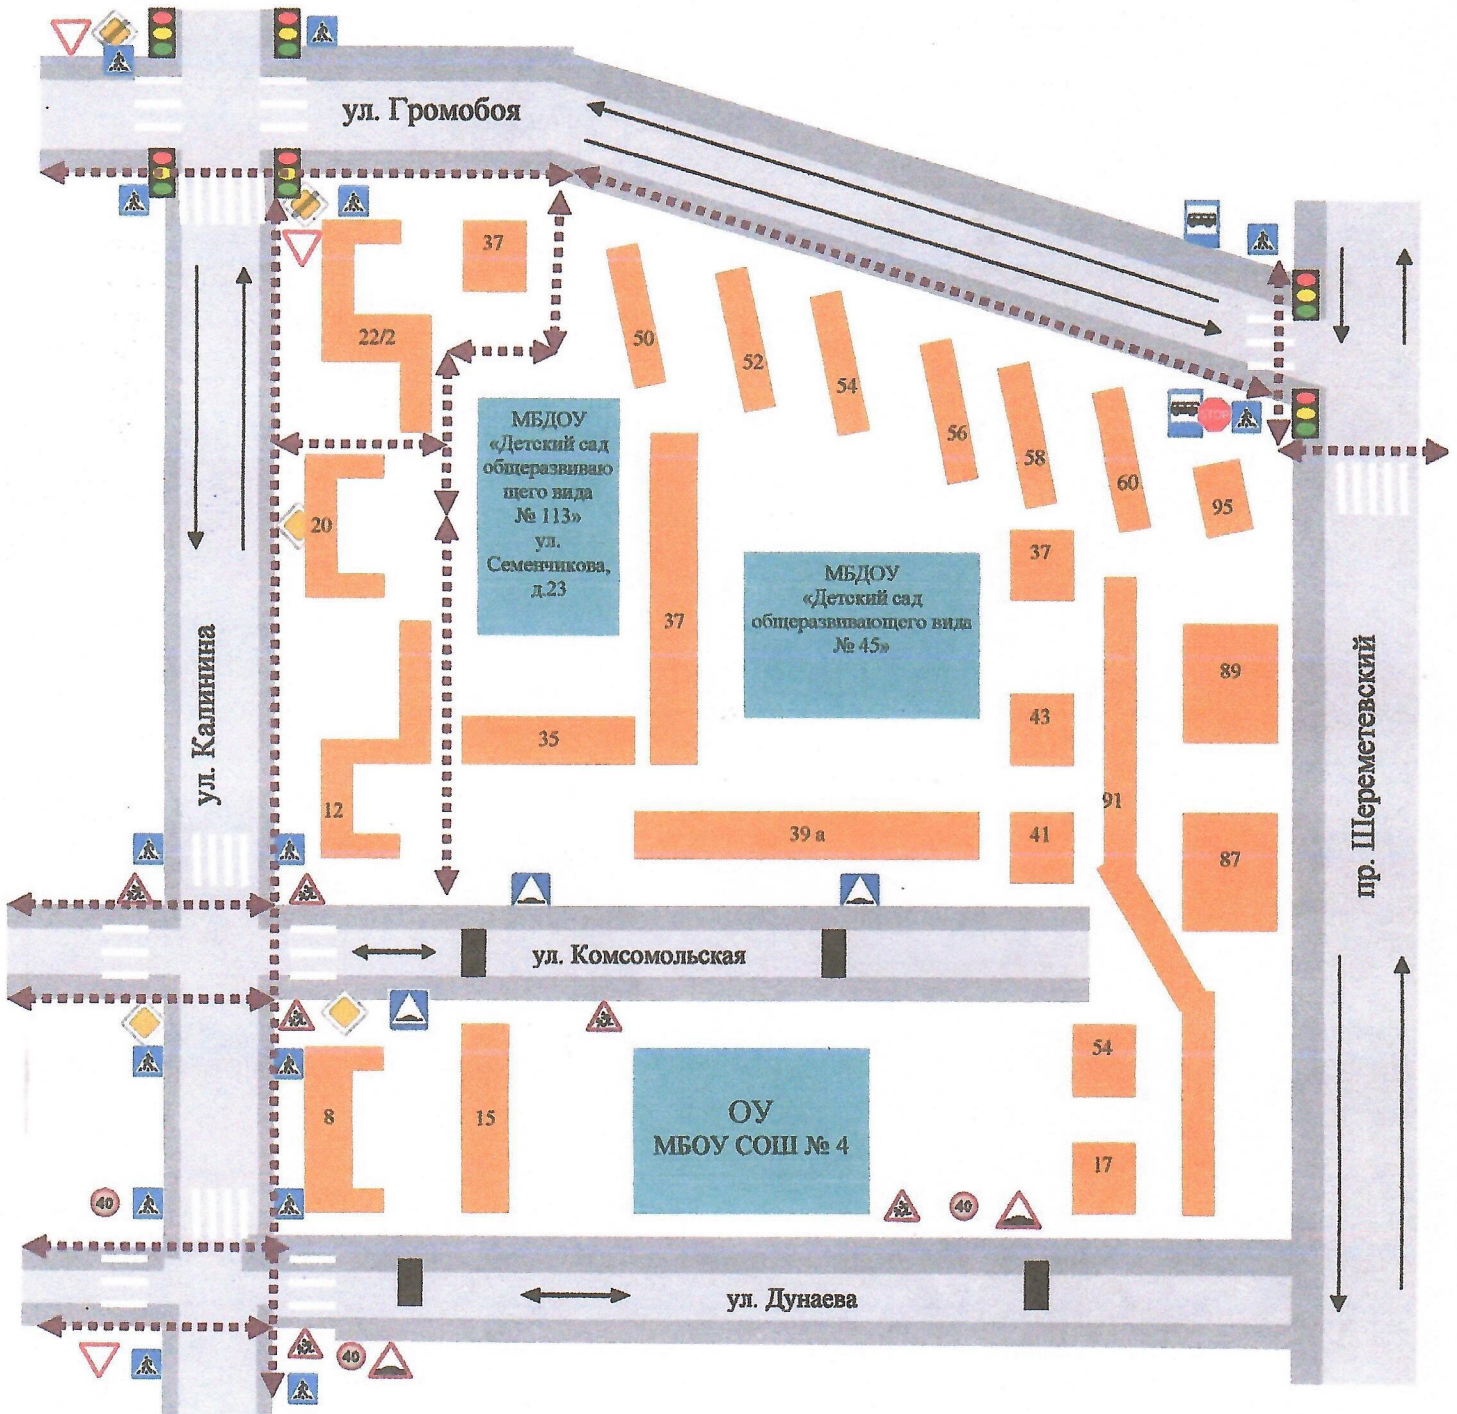 ул. Громобоя
37
22/2
50
52
54
56
58
60
95
STOP
МБДОУ
«Детский сад
общеразвиваю
щего вида
№ 113»
ул.
Семенчикова,
д.23
20
37
37
МБДОУ
«Детский сад
общеразвивающего вида
№ 45»
89
43
35
ул. Калинина
пр. Шереметевский
12
39 а
41
91
87
ул. Комсомольская
54
8
15
ОУ
МБОУ СОШ № 4
17
40
40
ул. Дунаева
40